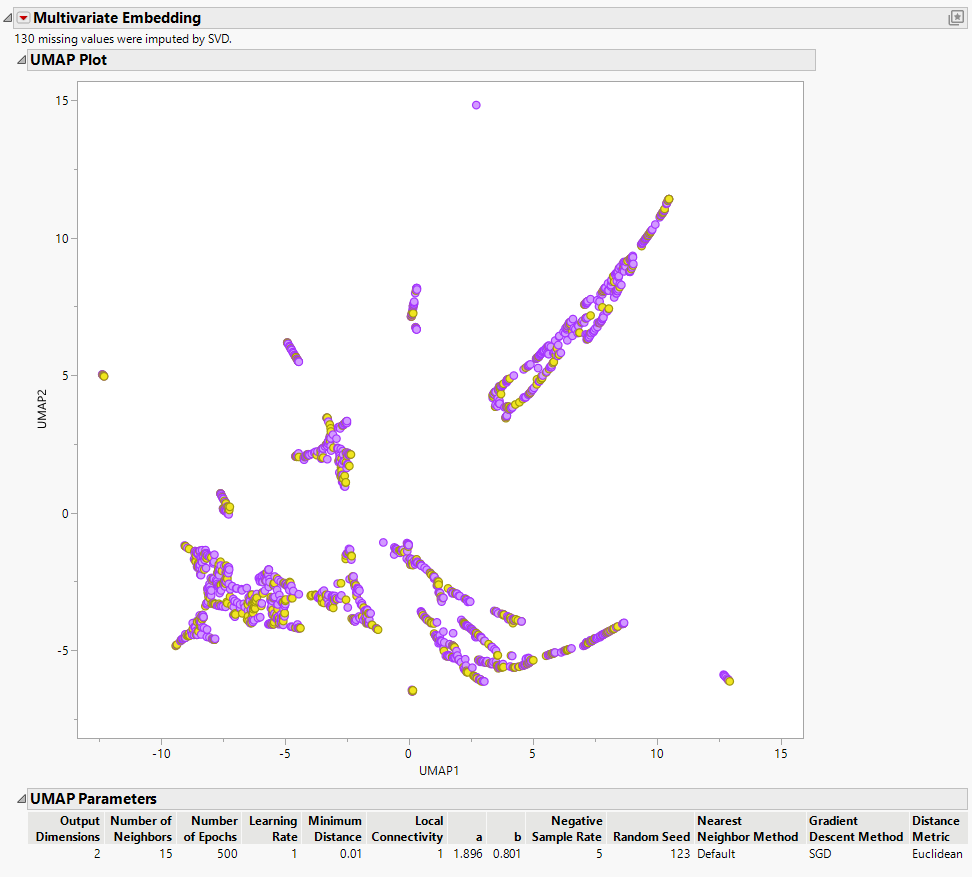 Multivariate Embedding
130 missing values were imputed by SVD.
UMAP Plot
15
10
5
0
-5
UMAP2
-10 -5 0 5 10 15
UMAP1
UMAP Parameters
Output Number of Number Learning Minimum Local Negative Nearest Gradient Distance
Dimensions Neighbors of Epochs Rate Distance Connectivity a b Sample Rate Random Seed Neighbor Method Descent Method Metric
2 15 500 1 0.01 1 1.896 0.801 5 123 Default SGD Euclidean